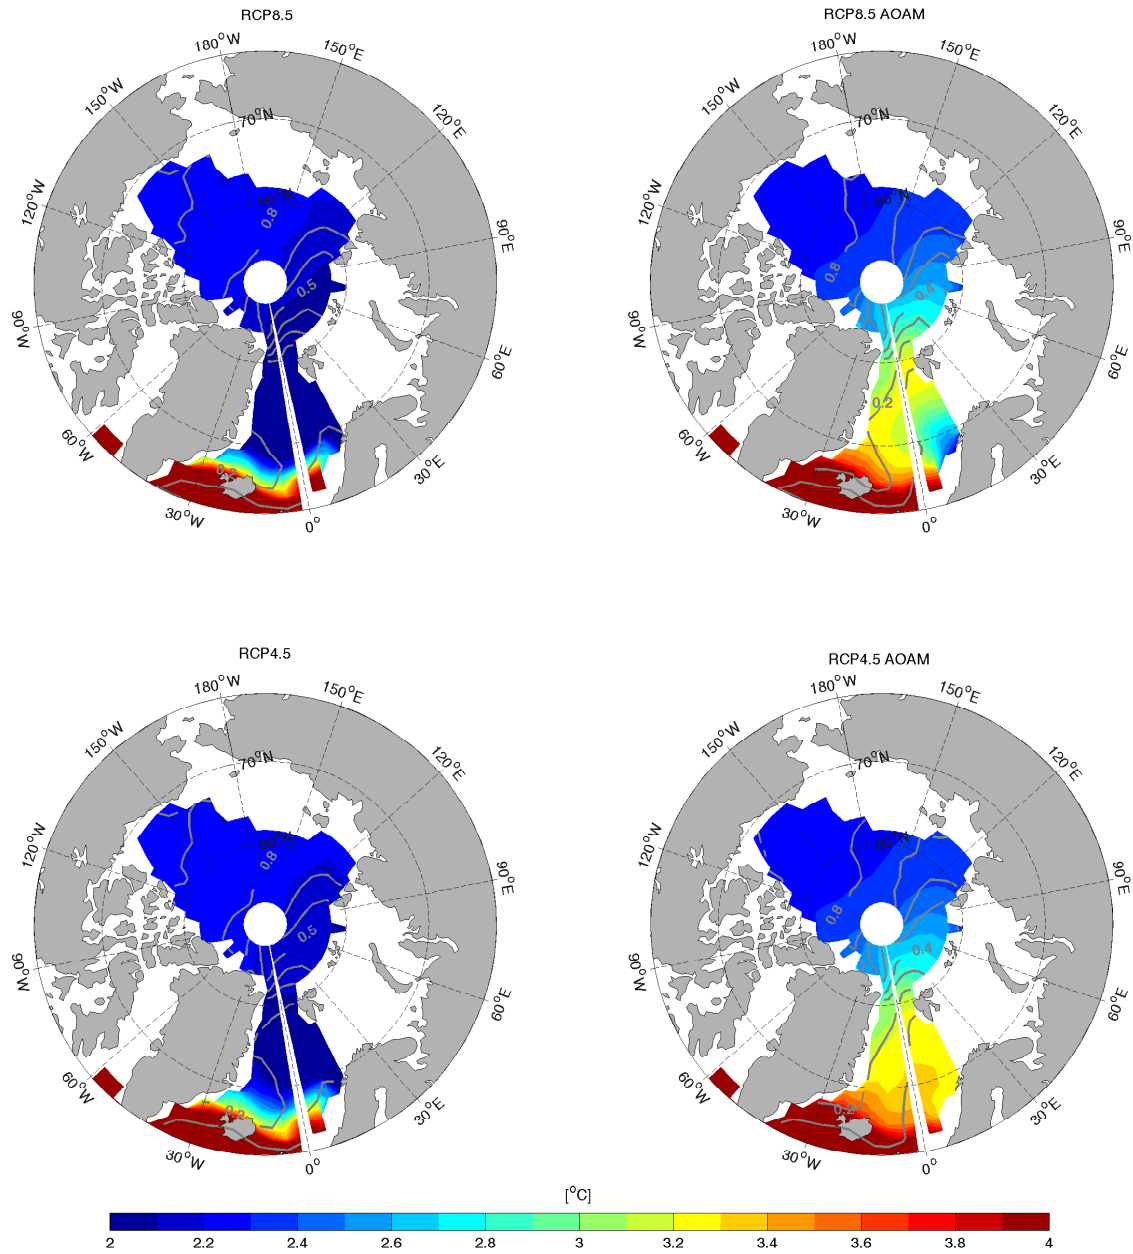 RCP8.5
180°W
150°E
150°W
120°E
70°N
120°W
80°N
90°E
0.8
0.5
90°W
60°E
60°W
0.2
30°E
30°W
0°
RCP8.5 AOAM
180°W
150°E
150°W
120°E
70°N
120°W
80°N
90°E
0.8
0.4
90°W
60°E
0.2
60°W
30°E
30°W
0°
RCP4.5
180°W
150°E
150°W
120°E
70°N
120°W
80°N
0.8
90°E
0.5
90°W
60°E
60°W
0.2
30°E
30°W
0°
RCP4.5 AOAM
180°W
150°E
150°W
120°E
70°N
120°W
80°N
90°E
0.8
0.4
90°W
60°E
60°W
0.2
30°E
30°W
0°
[°C]
2 2.2 2.4 2.6 2.8 3 3.2 3.4 3.6 3.8 4